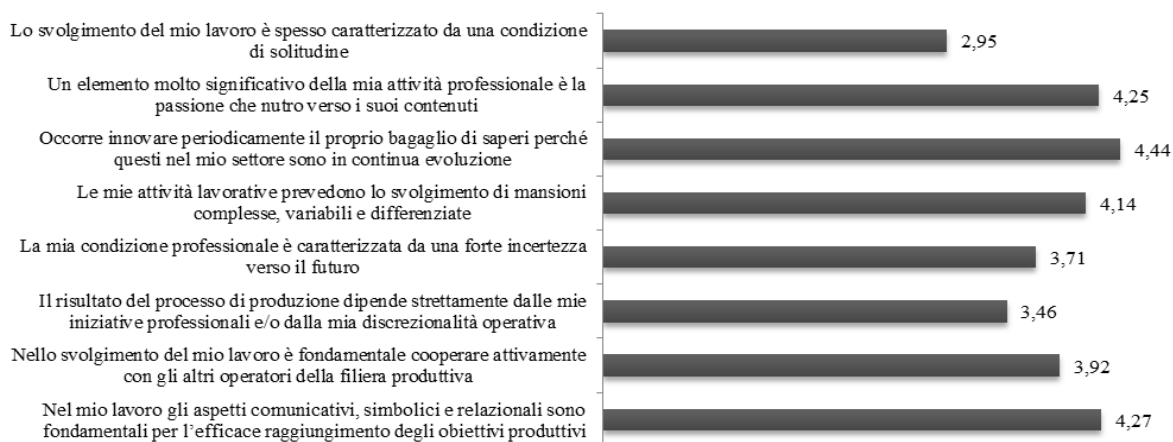 Lo svolgimento del mio lavoro è spesso caratterizzato da una condizione
di solitudine
2,95
Un elemento molto significativo della mia attività professionale è la
passione che nutro verso i suoi contenuti
4,25
Occorre innovare periodicamente il proprio bagaglio di saperi perché
questi nel mio settore sono in continua evoluzione
4,44
Le mie attività lavorative prevedono lo svolgimento di mansioni
complesse, variabili e differenziate
4,14
La mia condizione professionale è caratterizzata da una forte incertezza
verso il futuro
3,71
Il risultato del processo di produzione dipende strettamente dalle mie
iniziative professionali e/o dalla mia discrezionalità operativa
3,46
Nello svolgimento del mio lavoro è fondamentale cooperare attivamente
con gli altri operatori della filiera produttiva
3,92
Nel mio lavoro gli aspetti comunicativi, simbolici e relazionali sono
fondamentali per l’efficace raggiungimento degli obiettivi produttivi
4,27